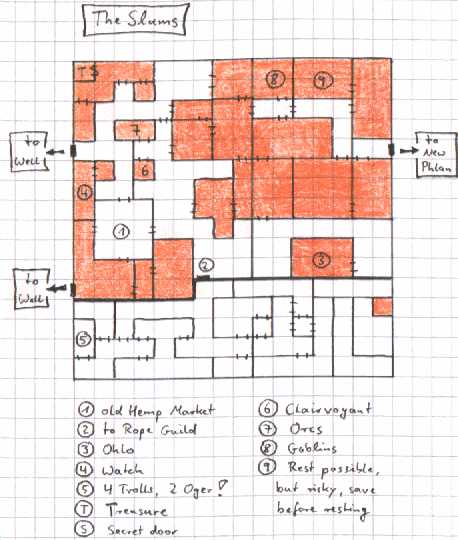 The Slums
TS
8
9
to
Well
7
to
New
Phlan
4
6
1
2
3
to
Well
5
1 old Hemp Market
2 to Rope Guild
3 Ohlo
4 Watch
5 4 Trolls, 2 Oger!
T Treasure
S Secret door
6 Clairvoyant
7 Orcs
8 Goblins
9 Rest possible,
but risky, save
before resting